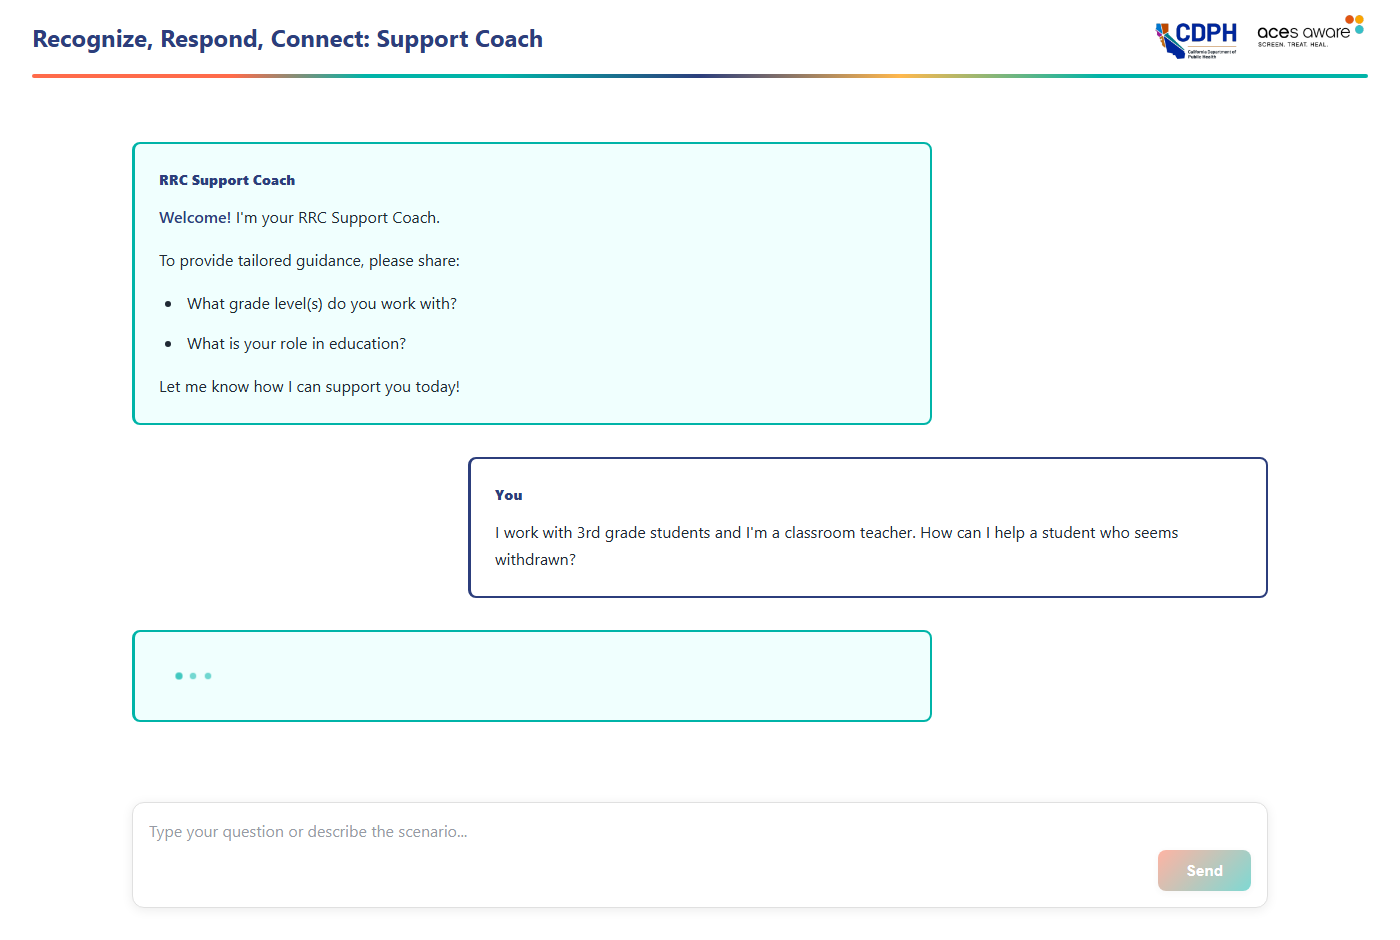 Recognize, Respond, Connect: Support Coach
CDPH
California Department of
Public Health
aces aware
SCREEN. TREAT. HEAL.
RRC Support Coach
Welcome! I'm your RRC Support Coach.
To provide tailored guidance, please share:
What grade level(s) do you work with?
What is your role in education?
Let me know how I can support you today!
You
I work with 3rd grade students and I'm a classroom teacher. How can I help a student who seems
withdrawn?
Type your question or describe the scenario...
Send